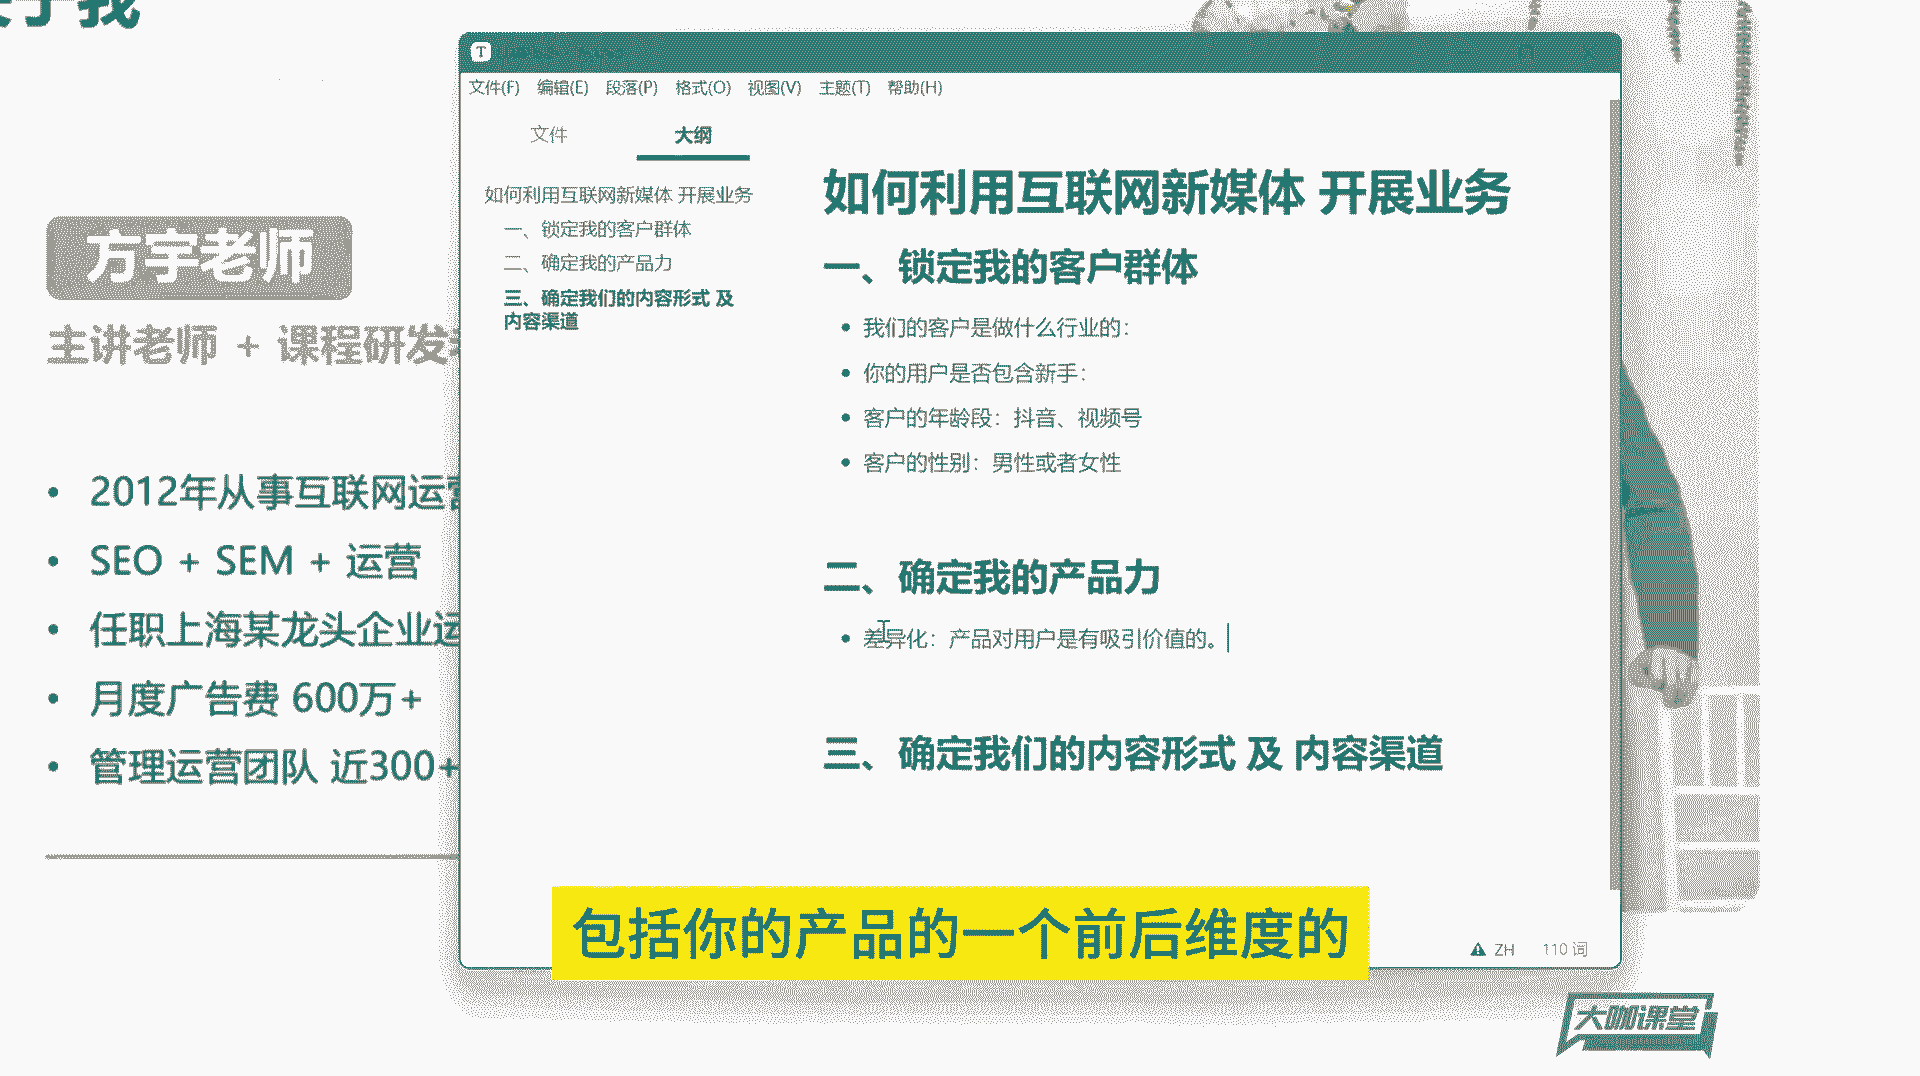 方宇老师
主讲老师 + 课程研发
• 2012年从事互联网运营
• SEO + SEM + 运营
• 任职上海某龙头企业运
• 月度广告费 600万+
• 管理运营团队 近300+
T
文件(F) 编辑(E) 段落(P) 格式(O) 视图(V) 主题(T) 帮助(H)
文件 大纲
如何利用互联网新媒体 开展业务
一、锁定我的客户群体
二、确定我的产品力
三、确定我们的内容形式 及
内容渠道
如何利用互联网新媒体 开展业务
一、锁定我的客户群体
• 我们的客户是做什么行业的：
• 你的用户是否包含新手：
• 客户的年龄段：抖音、视频号
• 客户的性别：男性或者女性
二、确定我的产品力
• 差异化：产品对用户是有吸引价值的。
三、确定我们的内容形式 及 内容渠道
ZH 110 词
包括你的产品的一个前后维度的
大咖课堂